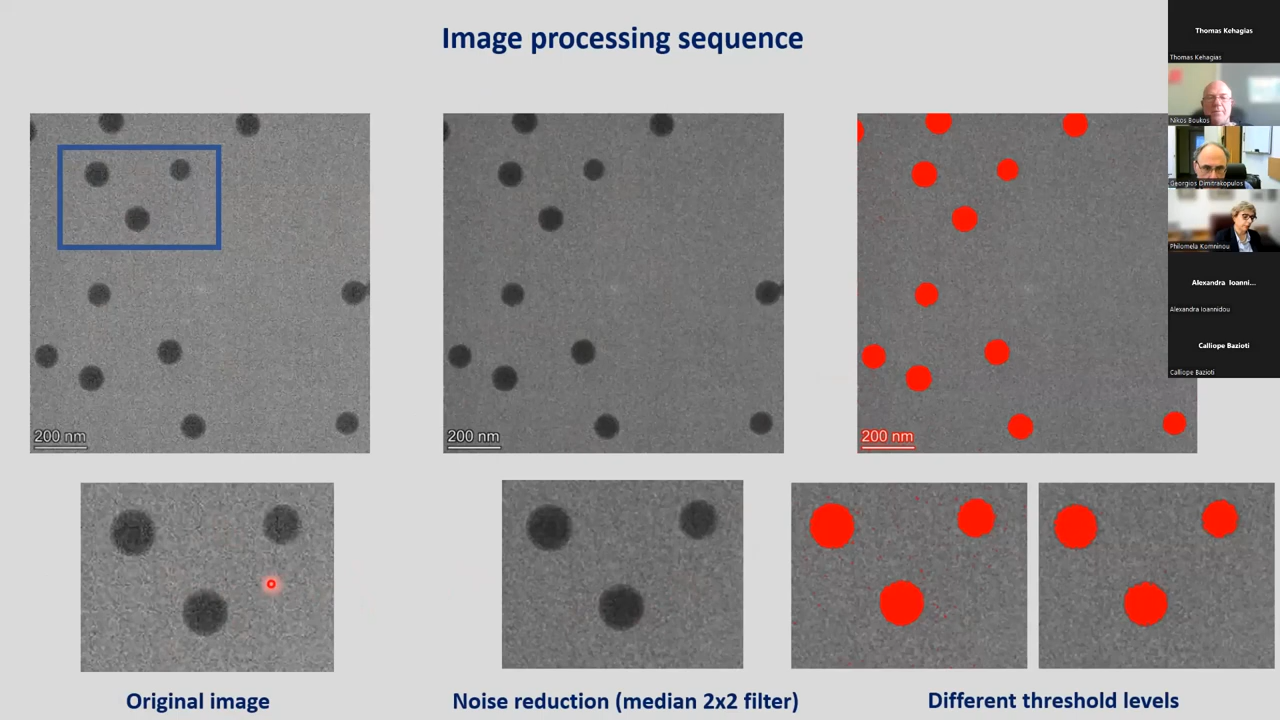 Image processing sequence
Thomas Kehagias
Thomas Kehagias
Nikos Boukos
Georgios Dimitrakopulos
Philomela Komninou
Alexandra Ioanni...
Alexandra Ioannidou
Calliope Bazioti
Calliope Bazioti
200 nm
200 nm
200 nm
Original image
Noise reduction (median 2x2 filter)
Different threshold levels